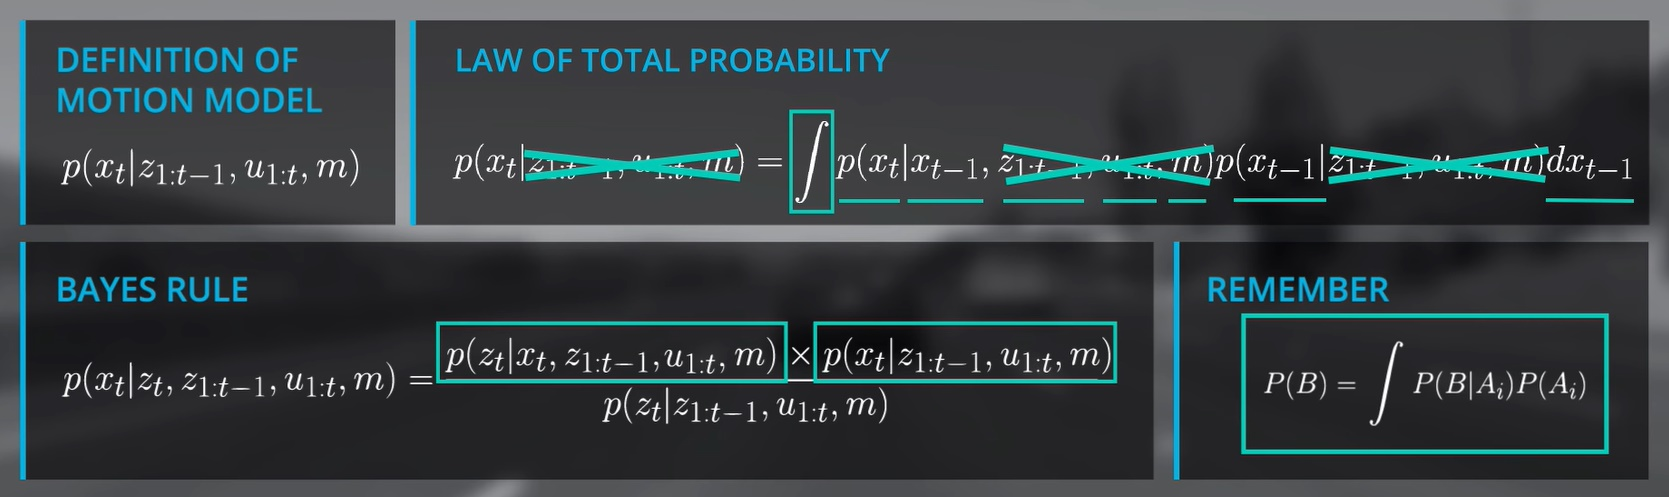 DEFINITION OF
MOTION MODEL
p(x_t|z_{1:t−1}, u_{1:t}, m)
LAW OF TOTAL PROBABILITY
p(x_t|z_{1:t−1}, u_{1:t}, m) = ∫ p(x_t|x_{t−1}, z_{1:t−1}, u_{1:t}, m)p(x_{t−1}|z_{1:t−1}, u_{1:t}, m)dx_{t−1}
BAYES RULE
p(x_t|z_t, z_{1:t−1}, u_{1:t}, m) = p(z_t|x_t, z_{1:t−1}, u_{1:t}, m) × p(x_t|z_{1:t−1}, u_{1:t}, m)
p(z_t|z_{1:t−1}, u_{1:t}, m)
REMEMBER
P(B) = ∫ P(B|A_i)P(A_i)